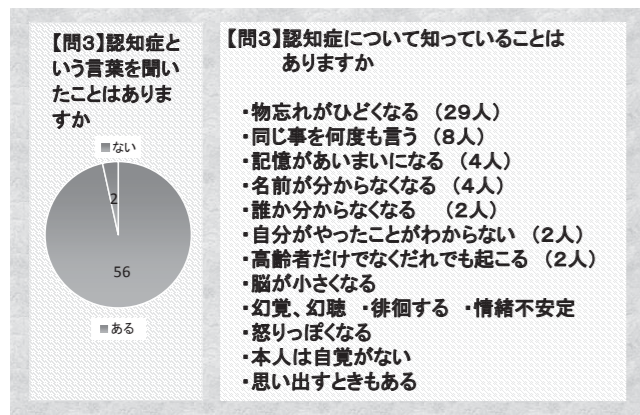 【問3】認知症と
いう言葉を聞い
たことはありま
すか
ない
2
56
ある
【問3】認知症について知っていることは
ありますか
・物忘れがひどくなる （29人）
・同じ事を何度も言う （8人）
・記憶があいまいになる （4人）
・名前が分からなくなる （4人）
・誰か分からなくなる （2人）
・自分がやったことがわからない （2人）
・高齢者だけでなくだれでも起こる （2人）
・脳が小さくなる
・幻覚、幻聴 ・徘徊する ・情緒不安定
・怒りっぽくなる
・本人は自覚がない
・思い出すときもある